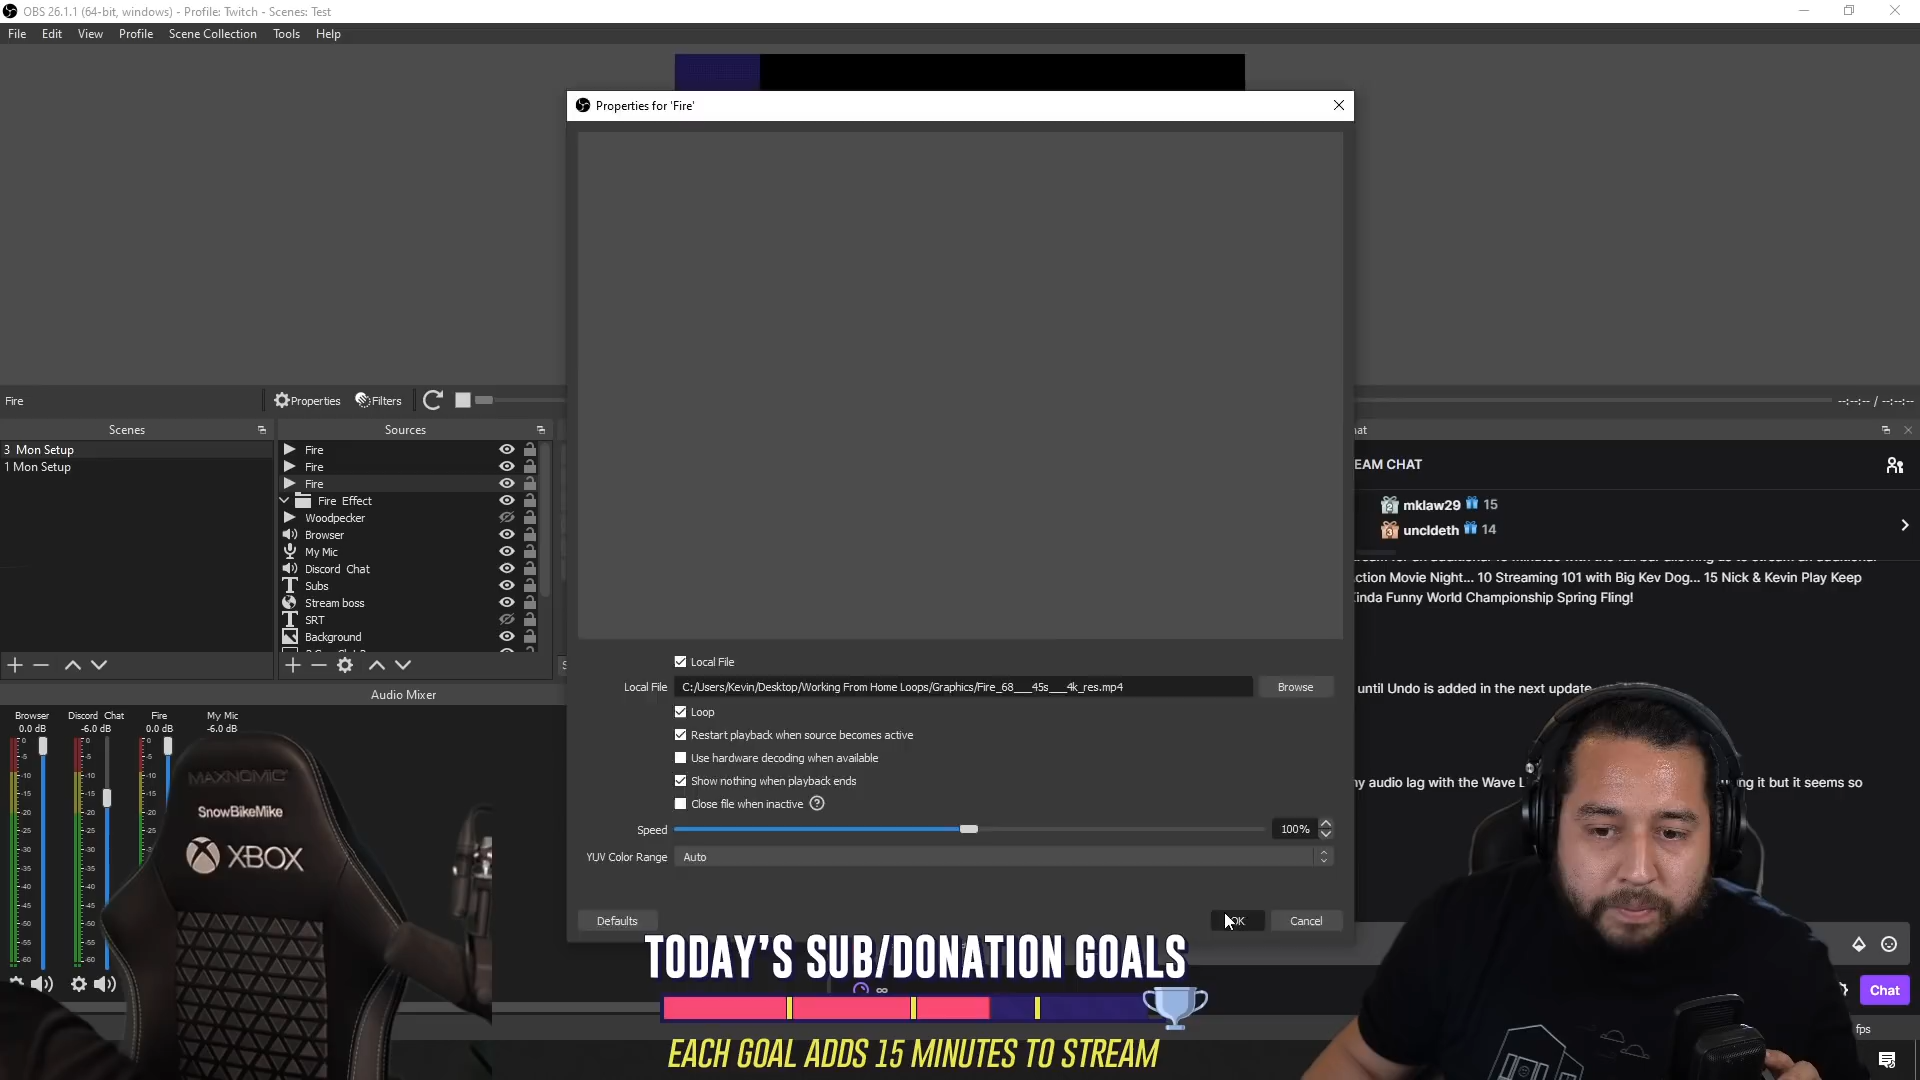 OBS 26.1.1 (64-bit, windows) - Profile: Twitch - Scenes: Test
File Edit View Profile Scene Collection Tools Help
Properties for 'Fire'
Fire
Properties Filters
--:--:-- / --:--:--
Scenes
3 Mon Setup
1 Mon Setup
Sources
Fire
Fire
Fire
Fire Effect
Woodpecker
Browser
My Mic
Discord Chat
Subs
Stream boss
SRT
Background
Audio Mixer
Browser Discord Chat Fire My Mic
0.0 dB -6.0 dB 0.0 dB -6.0 dB
Local File
Local File C:/Users/Kevin/Desktop/Working From Home Loops/Graphics/Fire_68___45s___4k_res.mp4 Browse
Loop
Restart playback when source becomes active
Use hardware decoding when available
Show nothing when playback ends
Close file when inactive ?
Speed 100%
YUV Color Range Auto
Defaults OK Cancel
hat
EAM CHAT
mklaw29 15
uncldeth 14
ction Movie Night... 10 Streaming 101 with Big Kev Dog... 15 Nick & Kevin Play Keep
inda Funny World Championship Spring Fling!
until Undo is added in the next update
ny audio lag with the Wave L
ing it but it seems so
Chat
fps
MAXNOMIC
SnowBikeMike
XBOX
TODAY'S SUB/DONATION GOALS
EACH GOAL ADDS 15 MINUTES TO STREAM